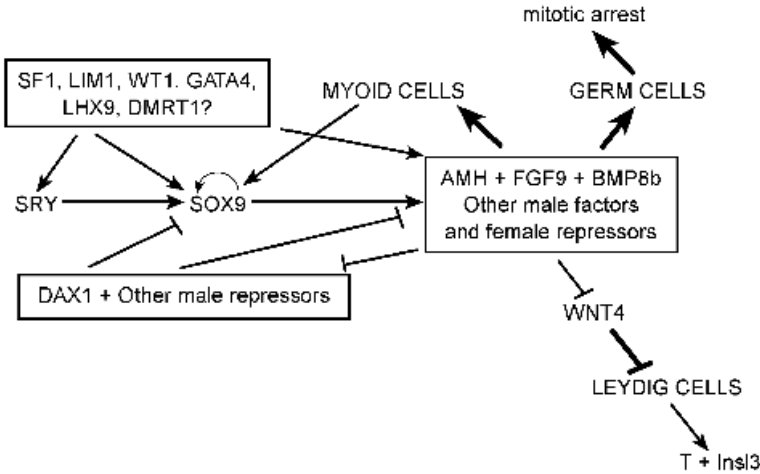 mitotic arrest
SF1, LIM1, WT1. GATA4,
LHX9, DMRT1?
MYOID CELLS
GERM CELLS
AMH + FGF9 + BMP8b
Other male factors
and female repressors
SRY
SOX9
DAX1 + Other male repressors
WNT4
LEYDIG CELLS
T + Insl3